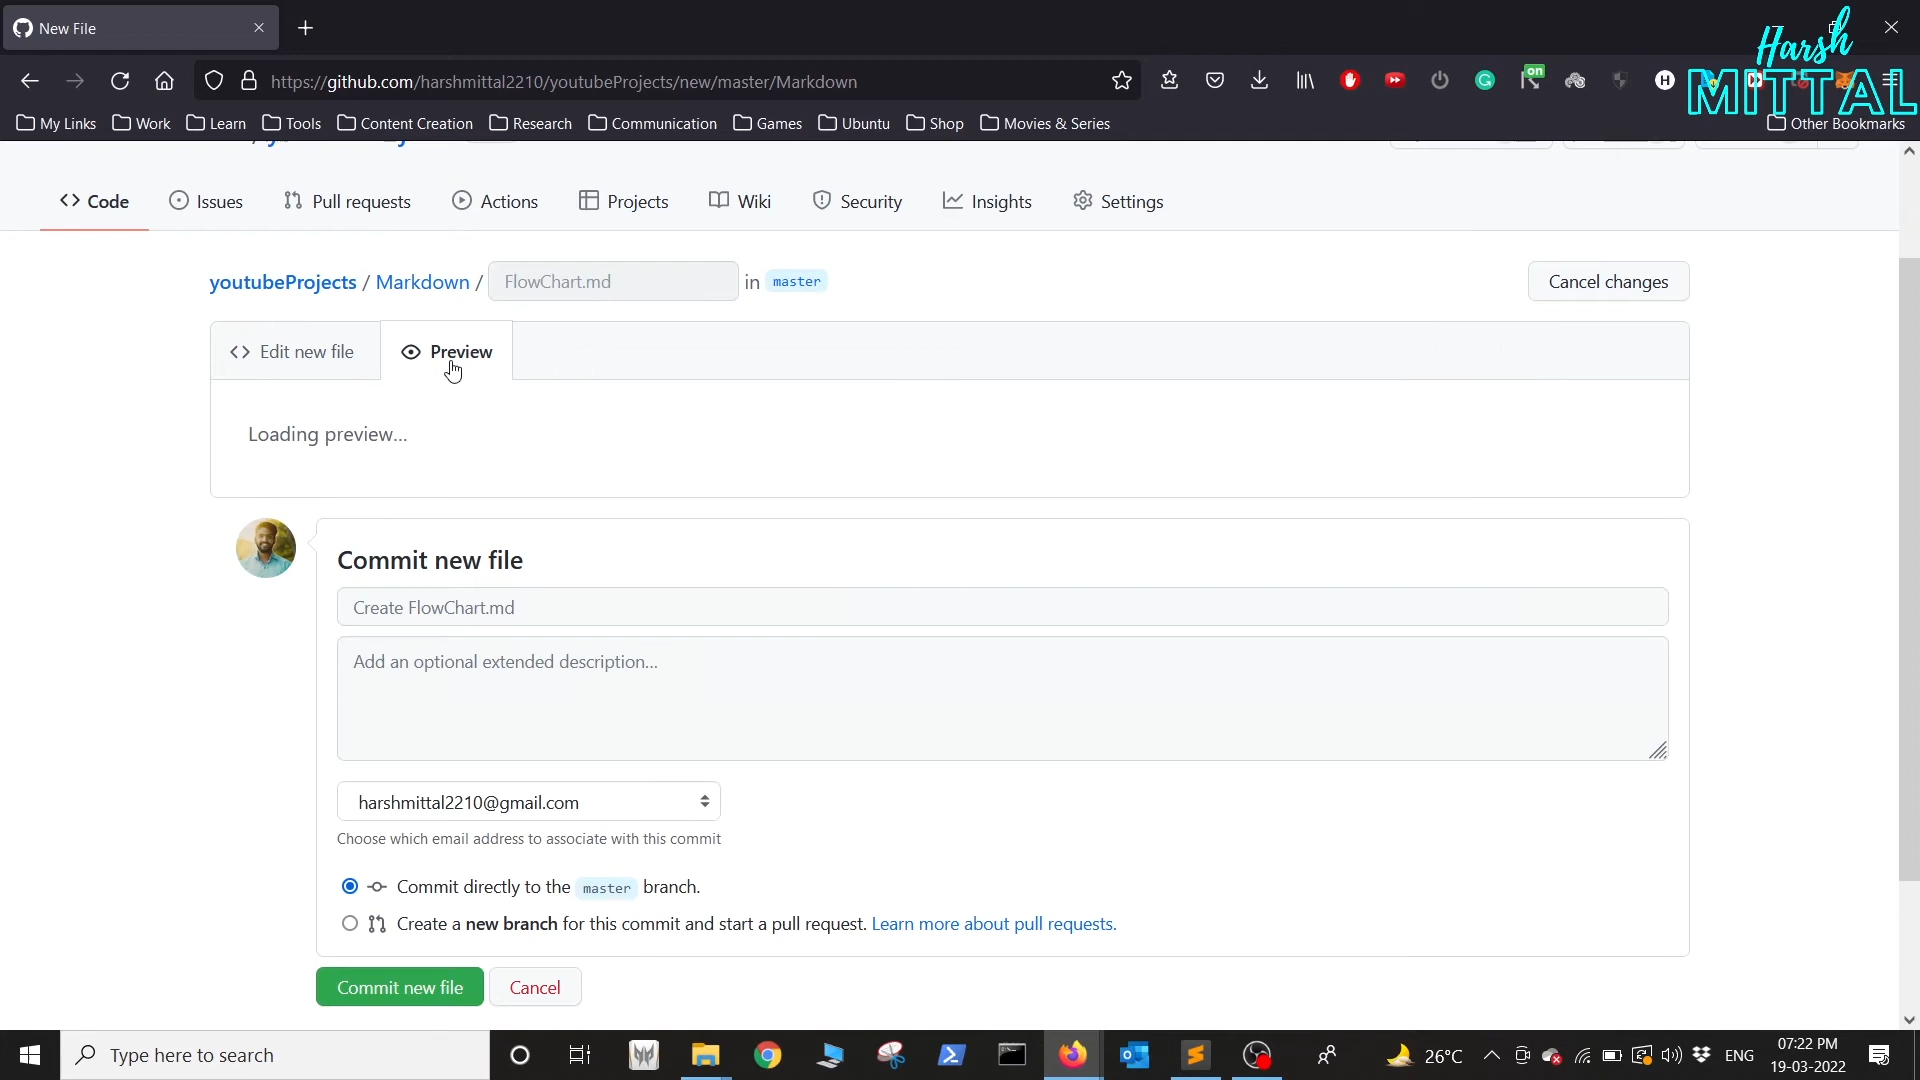 New File
Harsh
MITTAL
https://github.com/harshmittal2210/youtubeProjects/new/master/Markdown
on
My Links Work Learn Tools Content Creation Research Communication Games Ubuntu Shop Movies & Series Other Bookmarks
Code Issues Pull requests Actions Projects Wiki Security Insights Settings
youtubeProjects / Markdown / FlowChart.md in master Cancel changes
Edit new file Preview
Loading preview…
Commit new file
Create FlowChart.md
Add an optional extended description…
harshmittal2210@gmail.com
Choose which email address to associate with this commit
Commit directly to the master branch.
Create a new branch for this commit and start a pull request. Learn more about pull requests.
Commit new file Cancel
Type here to search 26°C ENG 07:22 PM
19-03-2022